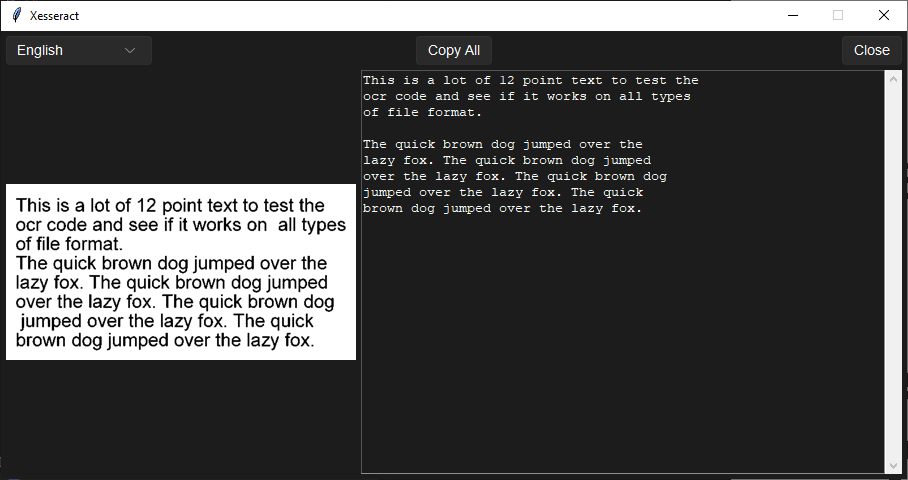 Xesseract
English
Copy All
Close
This is a lot of 12 point text to test the
ocr code and see if it works on  all types
of file format.
The quick brown dog jumped over the
lazy fox. The quick brown dog jumped
over the lazy fox. The quick brown dog
jumped over the lazy fox. The quick
brown dog jumped over the lazy fox.
This is a lot of 12 point text to test the
ocr code and see if it works on all types
of file format.

The quick brown dog jumped over the
lazy fox. The quick brown dog jumped
over the lazy fox. The quick brown dog
jumped over the lazy fox. The quick
brown dog jumped over the lazy fox.